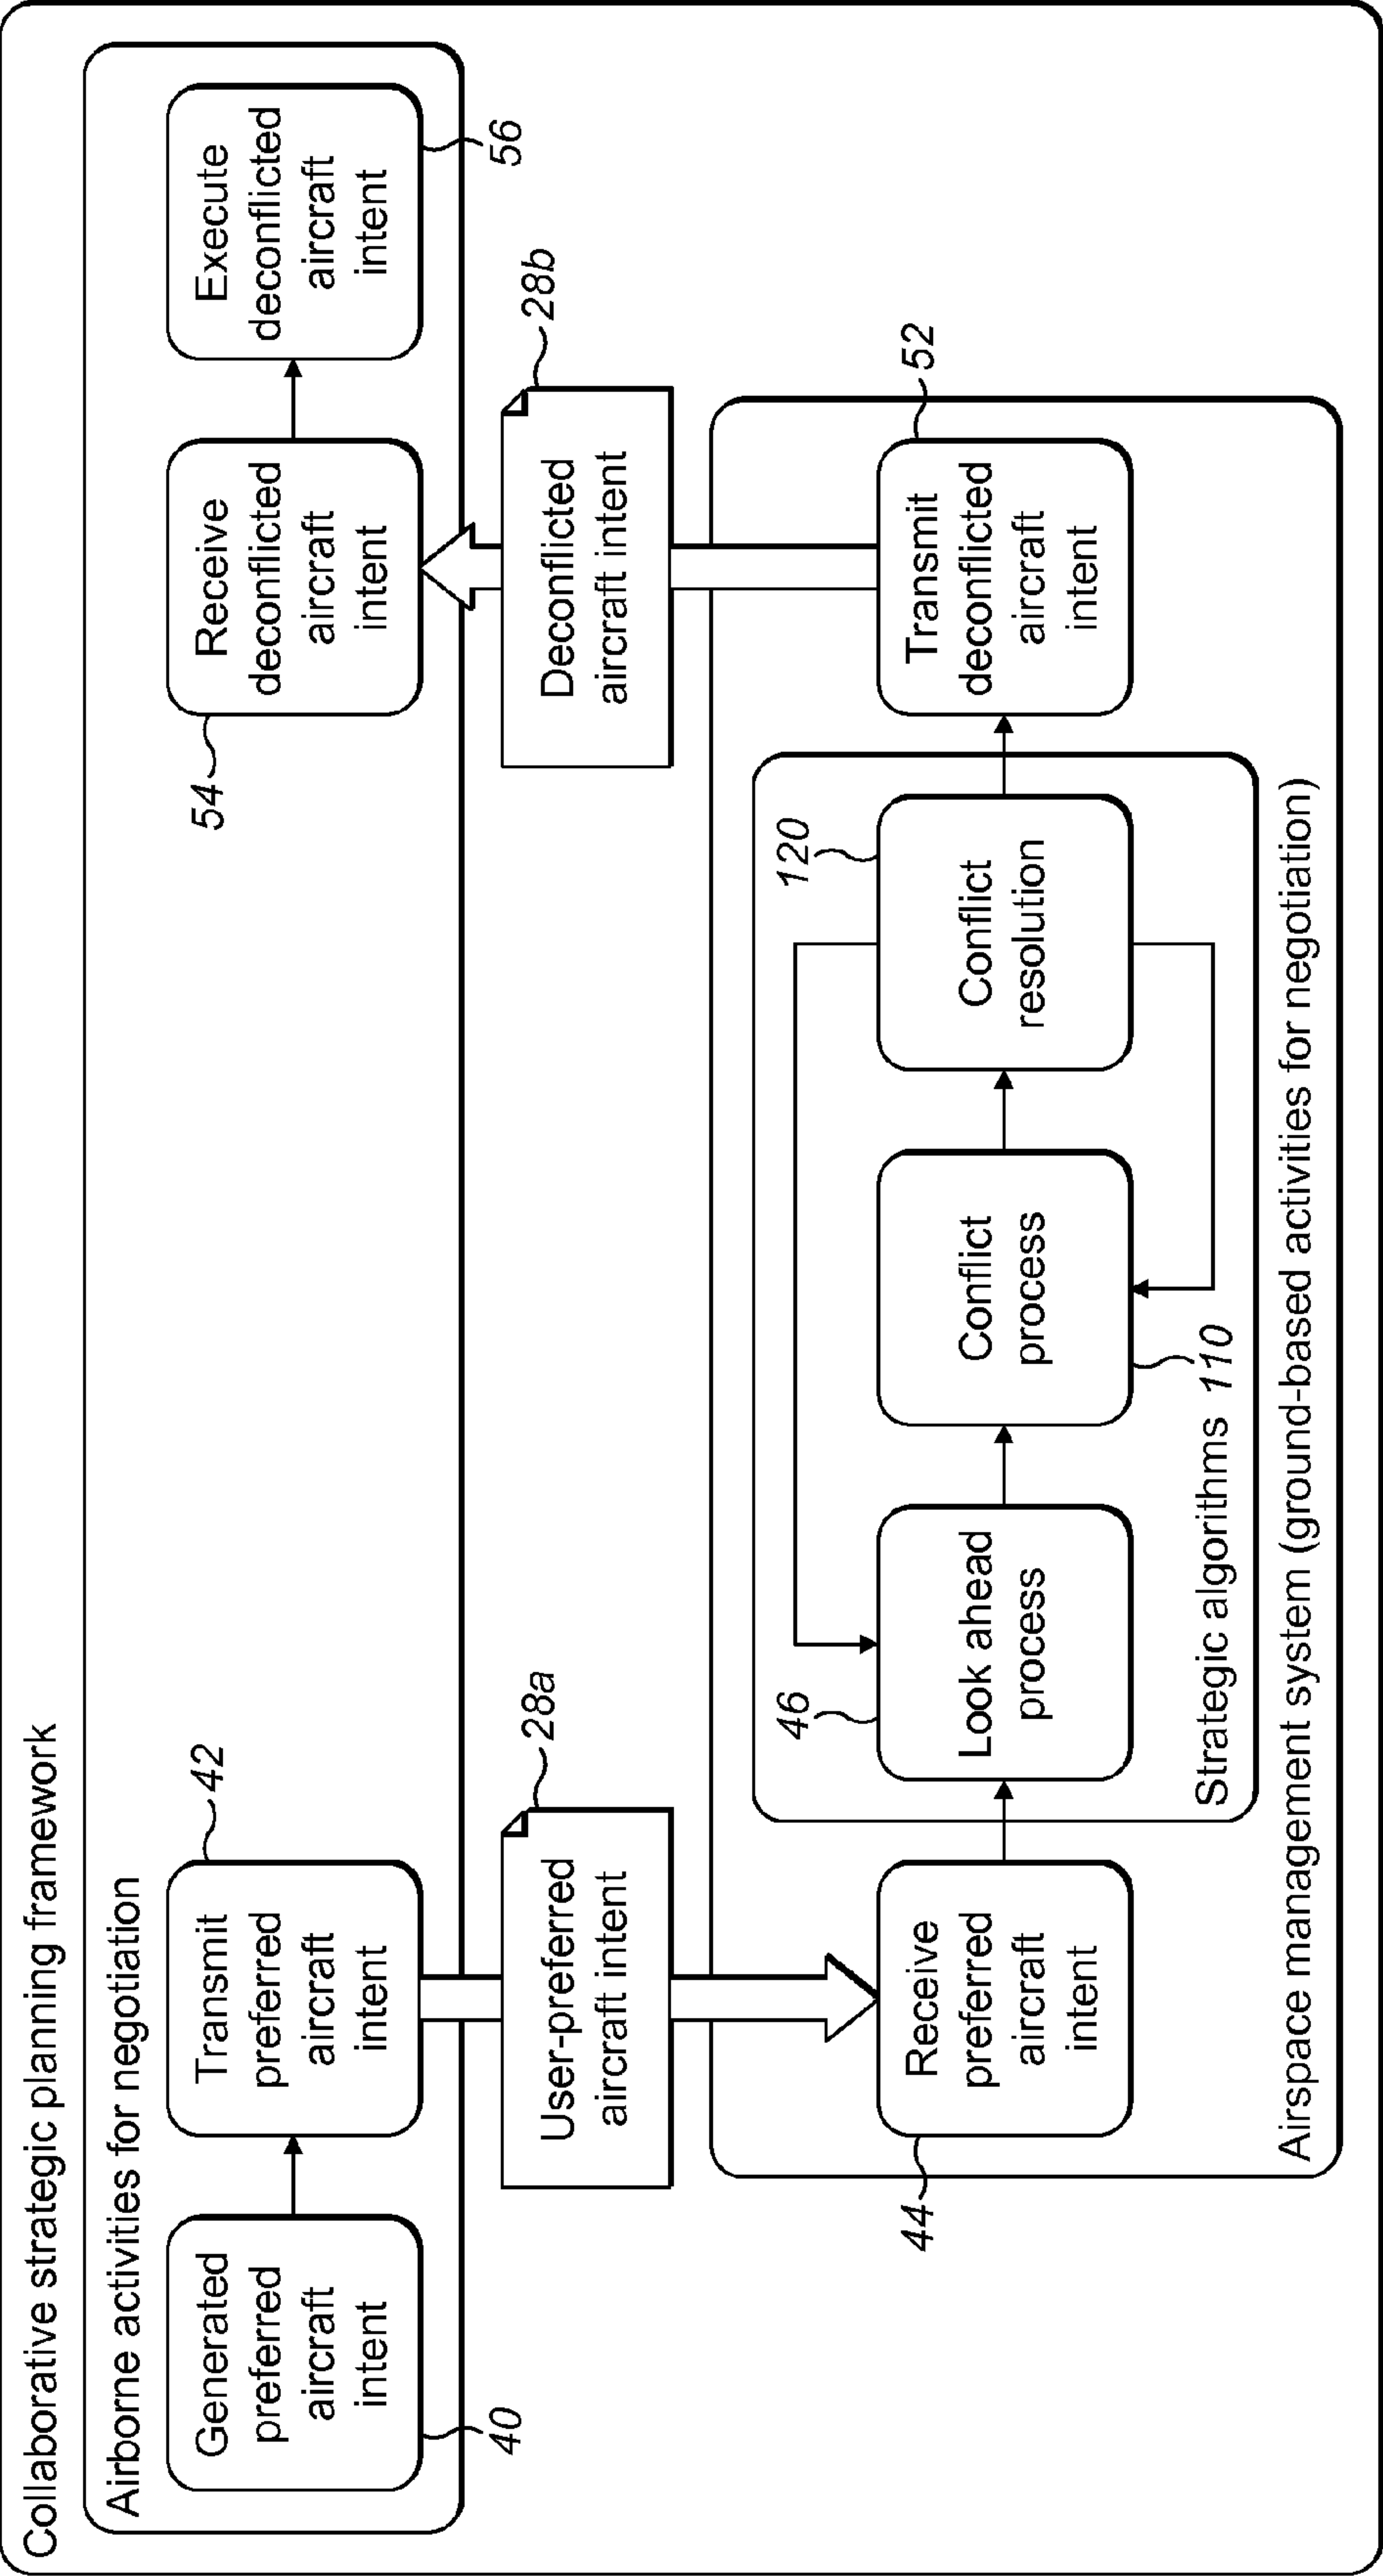 Collaborative strategic planning framework
Airborne activities for negotiation
Generated
preferred
aircraft
intent
40
Transmit
preferred
aircraft
intent
42
Receive
deconflicted
aircraft
intent
54
Execute
deconflicted
aircraft
intent
56
User-preferred
aircraft intent
28a
Deconflicted
aircraft intent
28b
Receive
preferred
aircraft
intent
44
Look ahead
process
46
Conflict
process
110
Conflict
resolution
120
Transmit
deconflicted
aircraft
intent
52
Strategic algorithms
Airspace management system (ground-based activities for negotiation)